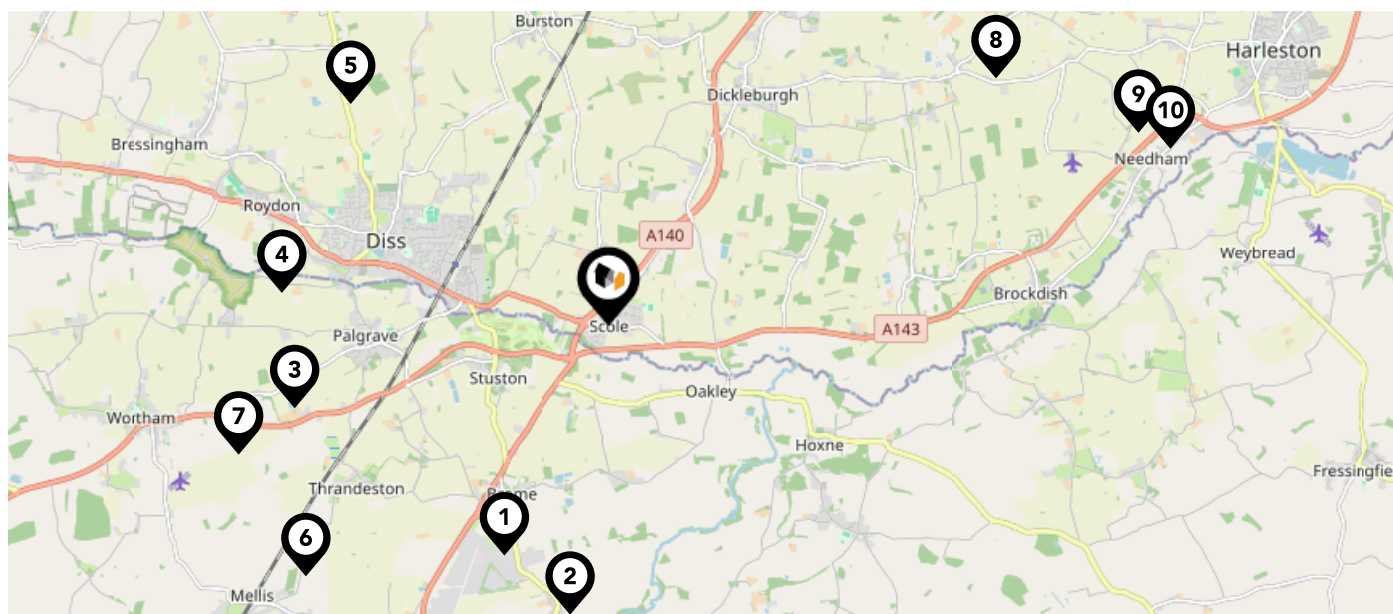 Burston
Harleston
8
5
Dickleburgh
9
10
Bressingham
Needham
Roydon
A140
Diss
4
Weybread
Brockdish
Scole
A143
Palgrave
3
Stuston
Oakley
7
Wortham
Hoxne
Fressingfie
Thrandeston
1
6
2
Mellis